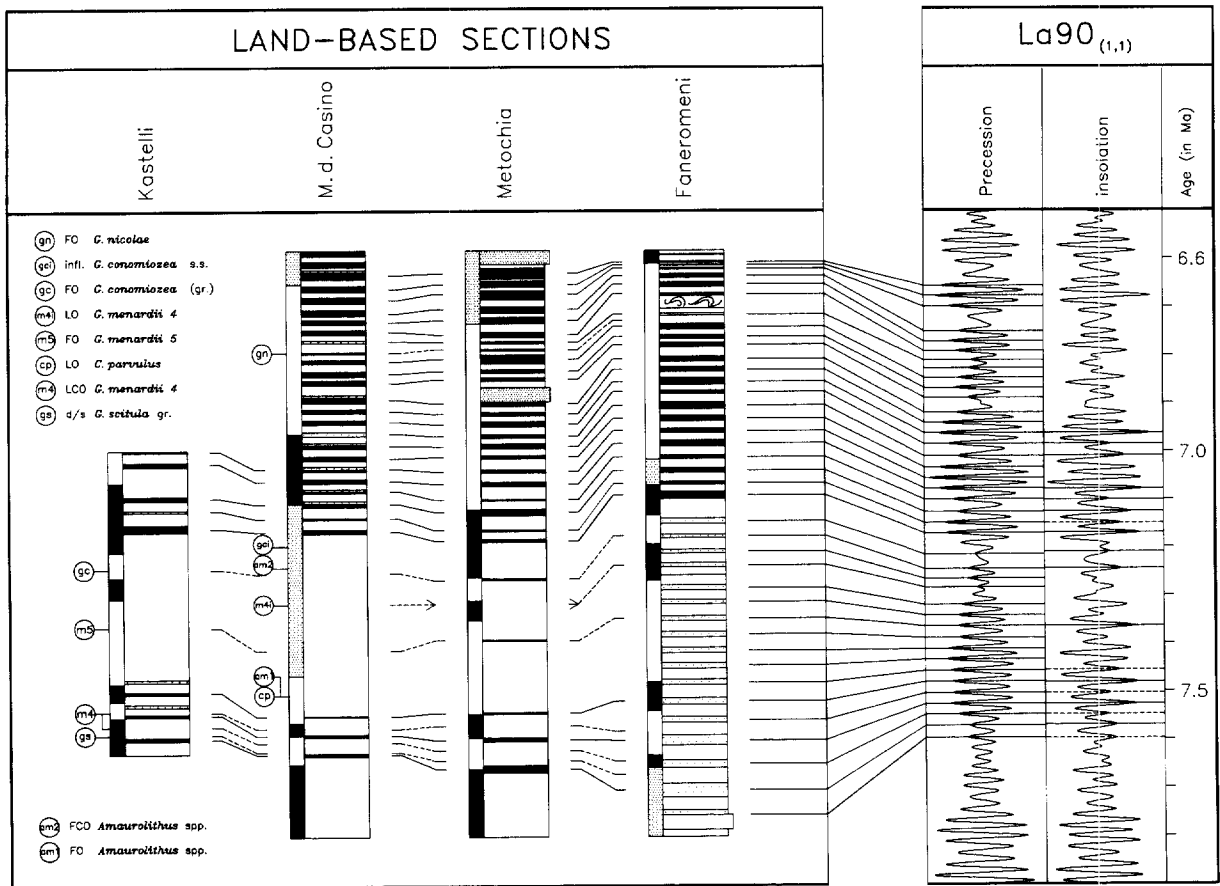 LAND-BASED SECTIONS
La90(1,1)
Kastelli
M.d. Casino
Metochia
Faneromeni
Precession
insolation
Age (in Ma)
gn FO G. nicolae
gci infl. G. conomiozea s.s.
gc FO G. conomiozea (gr.)
m4l LO G. menardii 4
m5 FO G. menardii 5
cp LO C. parvulus
m4 LCO G. menardii 4
gs d/s G. scitula gr.
gn
gci
am2
m4l
am1
cp
gc
m5
m4
gs
6.6
7.0
7.5
am2 FCO Amaurolithus spp.
am1 FO Amaurolithus spp.